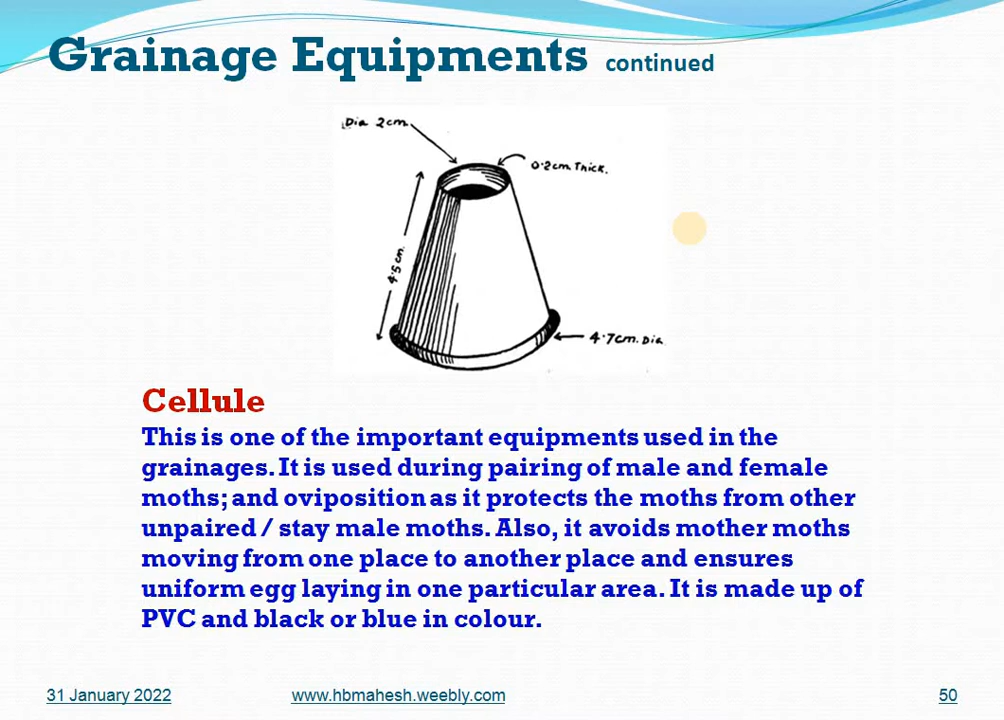 Grainage Equipments continued
Dia 2cm.
0.2cm. Thick.
4.5 cm.
4.7cm. Dia
Cellule
This is one of the important equipments used in the
grainages. It is used during pairing of male and female
moths; and oviposition as it protects the moths from other
unpaired / stay male moths. Also, it avoids mother moths
moving from one place to another place and ensures
uniform egg laying in one particular area. It is made up of
PVC and black or blue in colour.
31 January 2022
www.hbmahesh.weebly.com
50